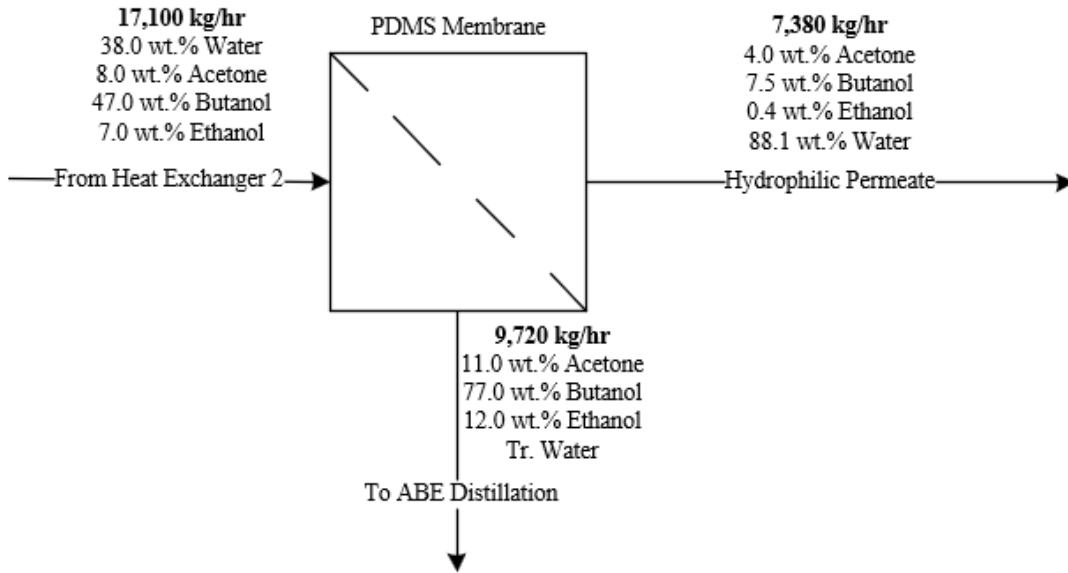 17,100 kg/hr
38.0 wt.% Water
8.0 wt.% Acetone
47.0 wt.% Butanol
7.0 wt.% Ethanol
From Heat Exchanger 2
PDMS Membrane
7,380 kg/hr
4.0 wt.% Acetone
7.5 wt.% Butanol
0.4 wt.% Ethanol
88.1 wt.% Water
Hydrophilic Permeate
9,720 kg/hr
11.0 wt.% Acetone
77.0 wt.% Butanol
12.0 wt.% Ethanol
Tr. Water
To ABE Distillation